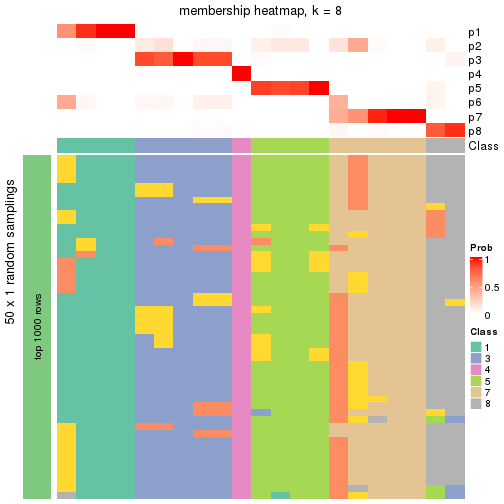 membership heatmap, k = 8
p1
p2
p3
p4
p5
p6
p7
p8
Class
50 x 1 random samplings
top 1000 rows
Prob
1
0.5
0
Class
1
3
4
5
7
8